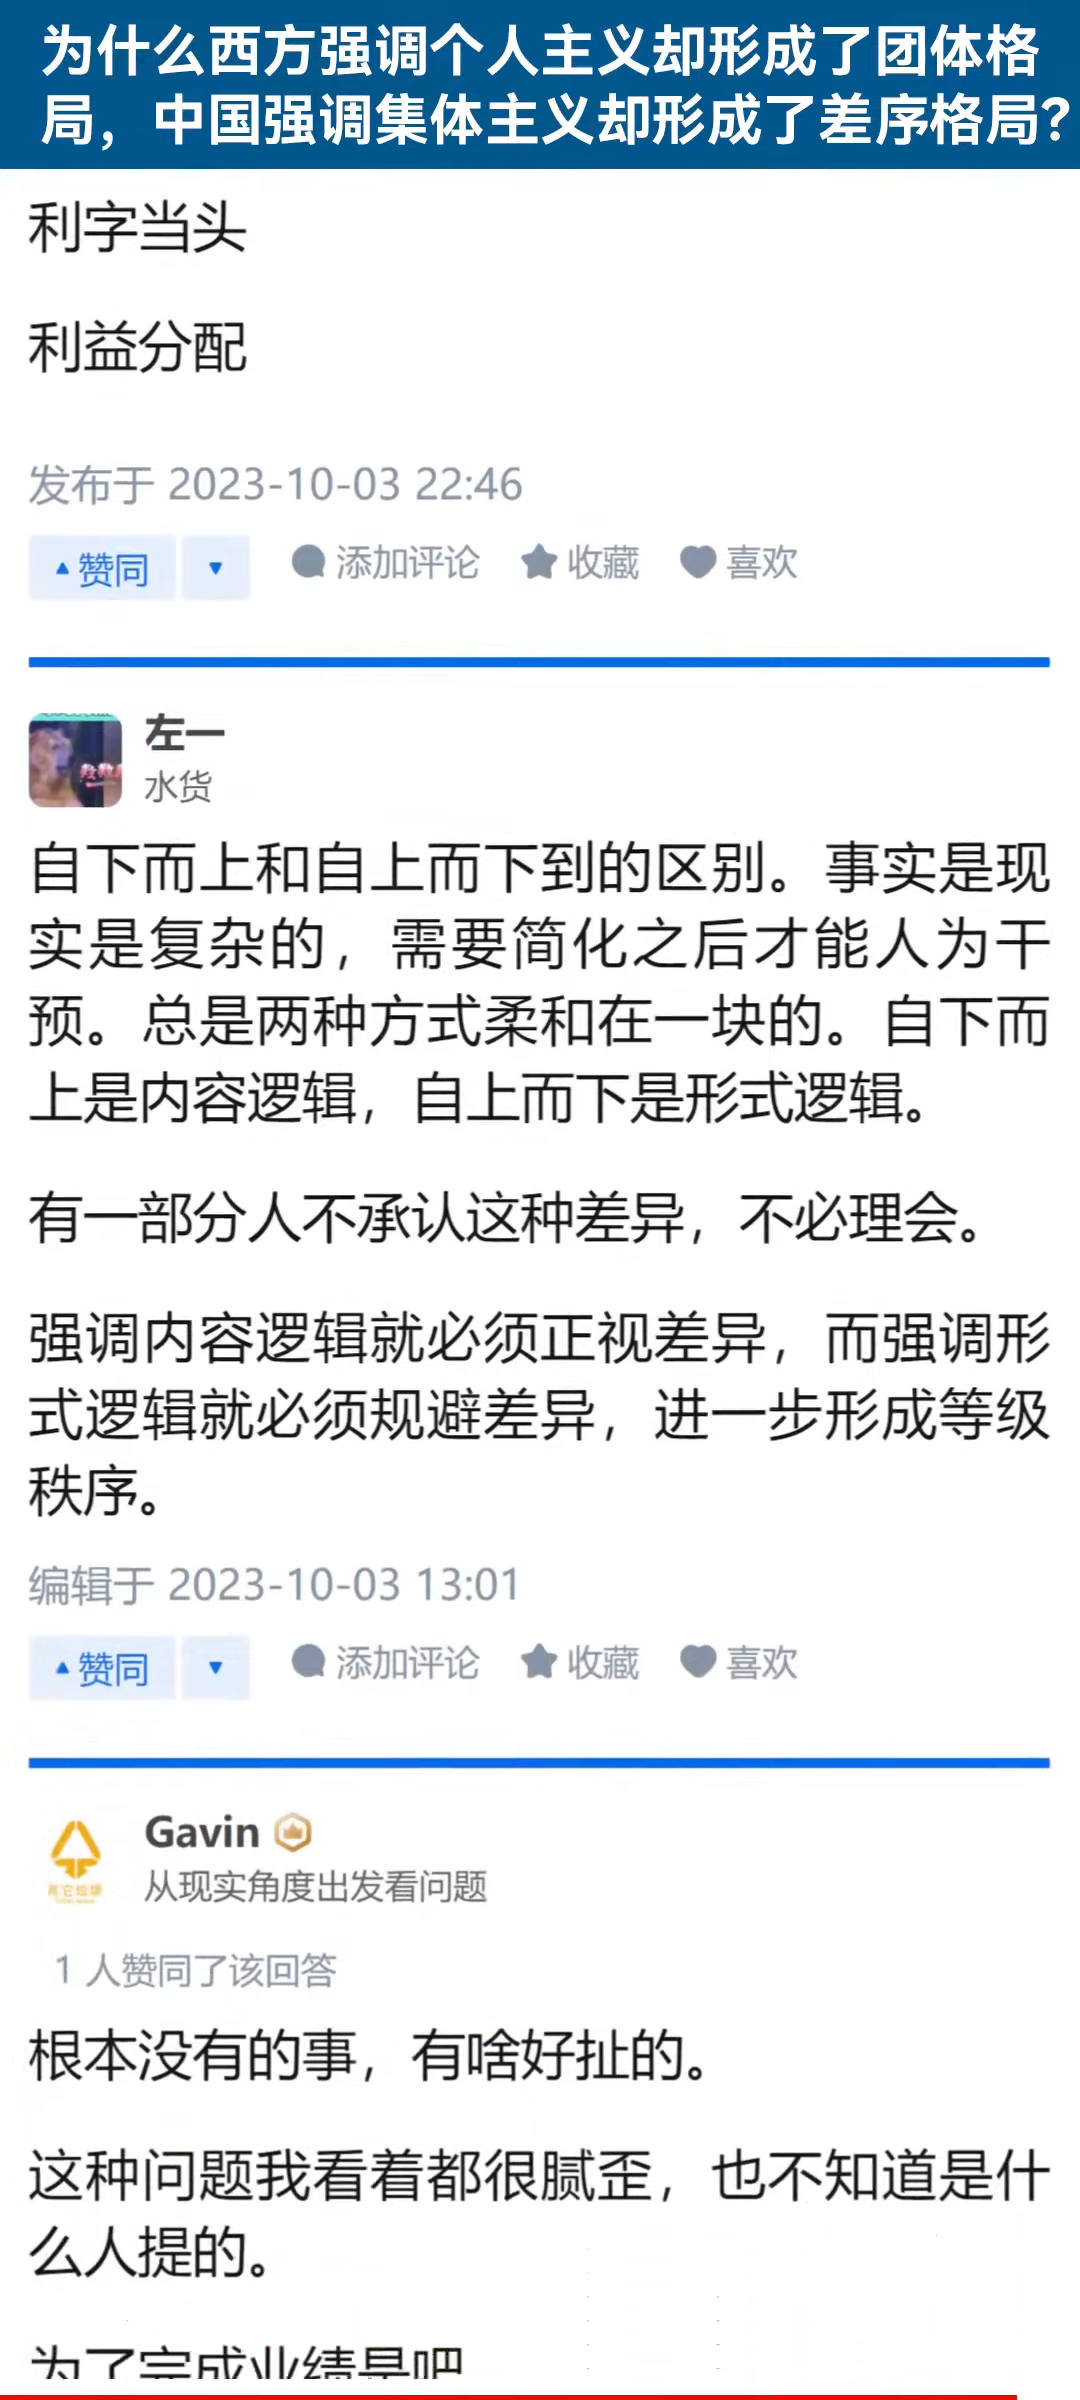 为什么西方强调个人主义却形成了团体格
局，中国强调集体主义却形成了差序格局？
利字当头
利益分配
发布于 2023-10-03 22:46
赞同
添加评论 收藏 喜欢
左一
水货
自下而上和自上而下到的区别。事实是现
实是复杂的，需要简化之后才能人为干
预。总是两种方式柔和在一块的。自下而
上是内容逻辑，自上而下是形式逻辑。
有一部分人不承认这种差异，不必理会。
强调内容逻辑就必须正视差异，而强调形
式逻辑就必须规避差异，进一步形成等级
秩序。
编辑于 2023-10-03 13:01
赞同
添加评论 收藏 喜欢
Gavin
从现实角度出发看问题
1 人赞同了该回答
根本没有的事，有啥好扯的。
这种问题我看着都很腻歪，也不知道是什
么人提的。
为了完成业绩是吧